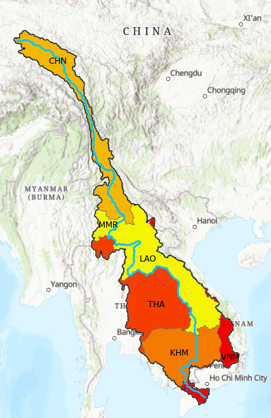 CHINA
Xi'an
CHN
Chengdu
Chongqing
MYANMAR
(BURMA)
MMR
Hanoi
LAO
Yangon
THA
NAM
KHM
VNM
Ho Chi Minh City